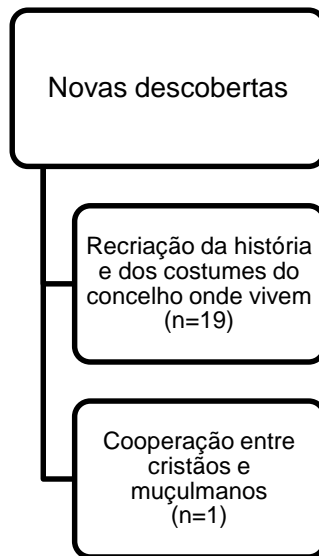 Novas descobertas
Recriação da história
e dos costumes do
concelho onde vivem
(n=19)
Cooperação entre
cristãos e
muçulmanos
(n=1)